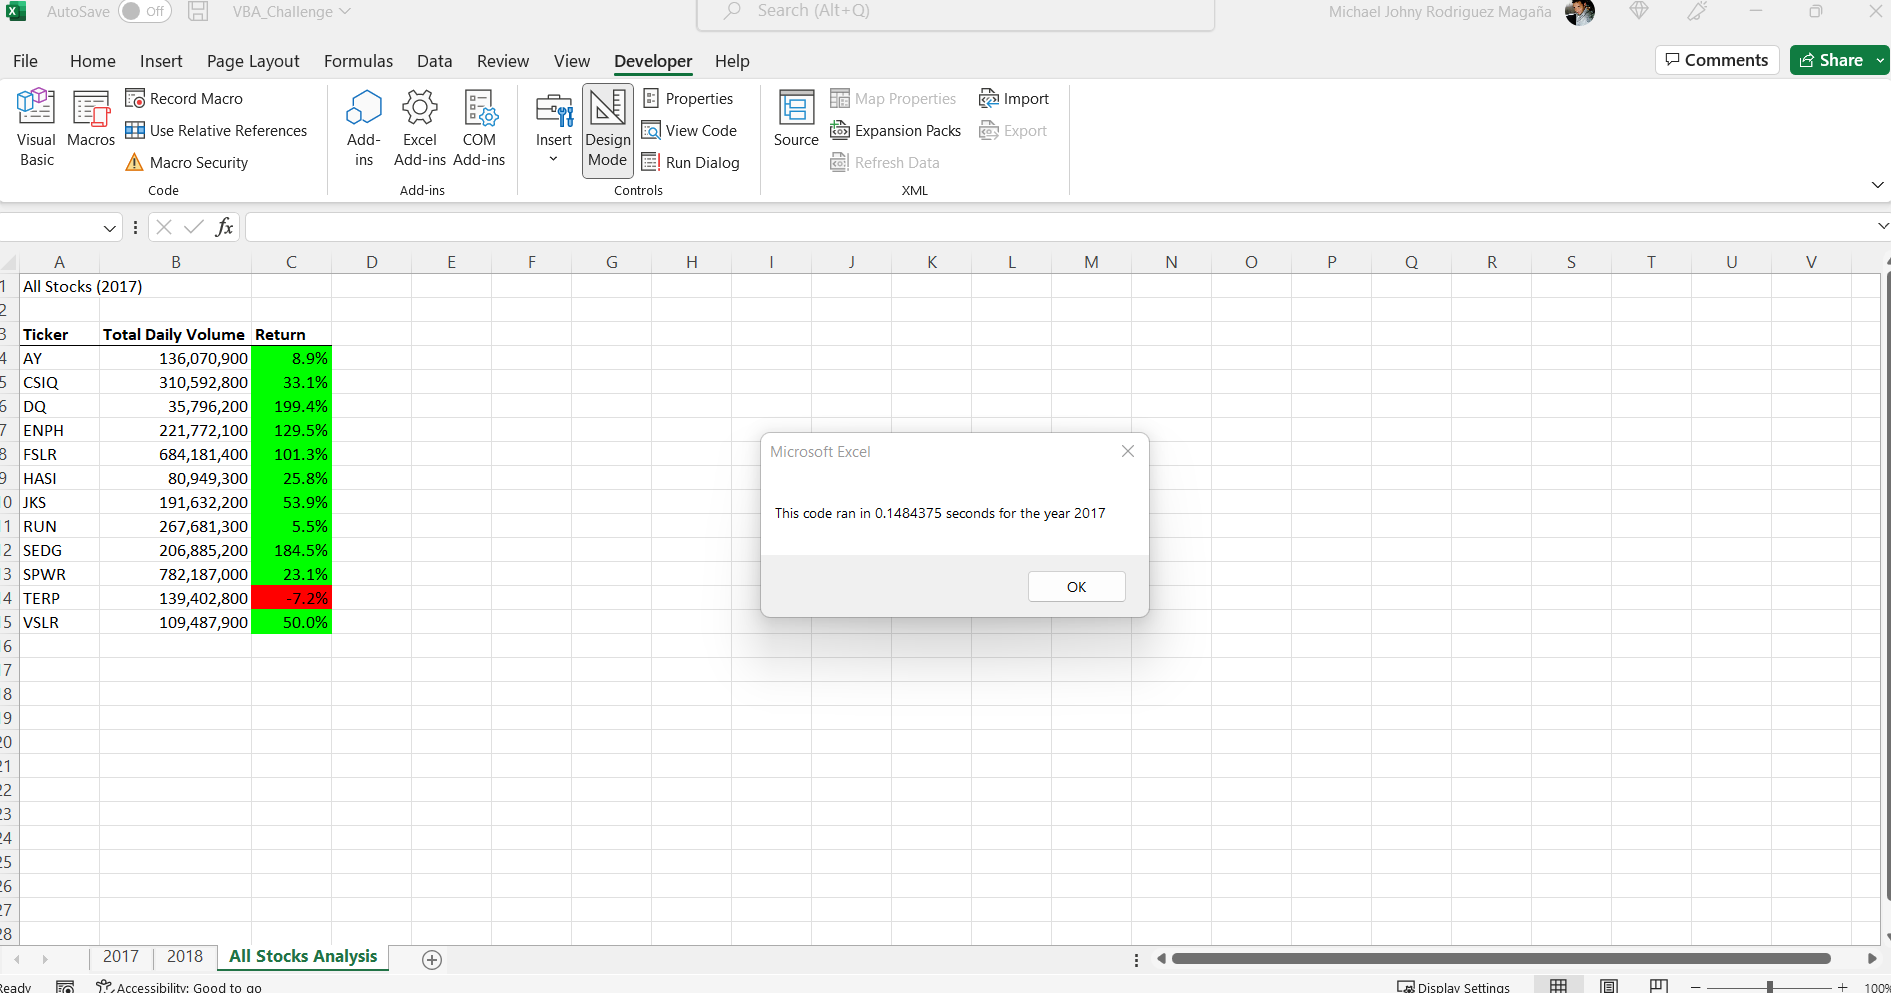 AutoSave Off VBA_Challenge Search (Alt+Q) Michael Johny Rodriguez Magaña
File Home Insert Page Layout Formulas Data Review View Developer Help Comments Share
Visual Basic
Macros
Record Macro
Use Relative References
Macro Security
Code
Add-ins
Excel Add-ins
COM Add-ins
Add-ins
Insert
Design Mode
Properties
View Code
Run Dialog
Controls
Source
Map Properties
Expansion Packs
Refresh Data
Import
Export
XML
fx
A B C D E F G H I J K L M N O P Q R S T U V
1 All Stocks (2017)
2
3 Ticker Total Daily Volume Return
4 AY 136,070,900 8.9%
5 CSIQ 310,592,800 33.1%
6 DQ 35,796,200 199.4%
7 ENPH 221,772,100 129.5%
8 FSLR 684,181,400 101.3%
9 HASI 80,949,300 25.8%
0 JKS 191,632,200 53.9%
1 RUN 267,681,300 5.5%
2 SEDG 206,885,200 184.5%
3 SPWR 782,187,000 23.1%
4 TERP 139,402,800 -7.2%
5 VSLR 109,487,900 50.0%
6
7
8
9
20
21
22
23
24
25
26
27
28
Microsoft Excel
This code ran in 0.1484375 seconds for the year 2017
OK
2017 2018 All Stocks Analysis
Ready Accessibility: Good to go Display Settings 100%